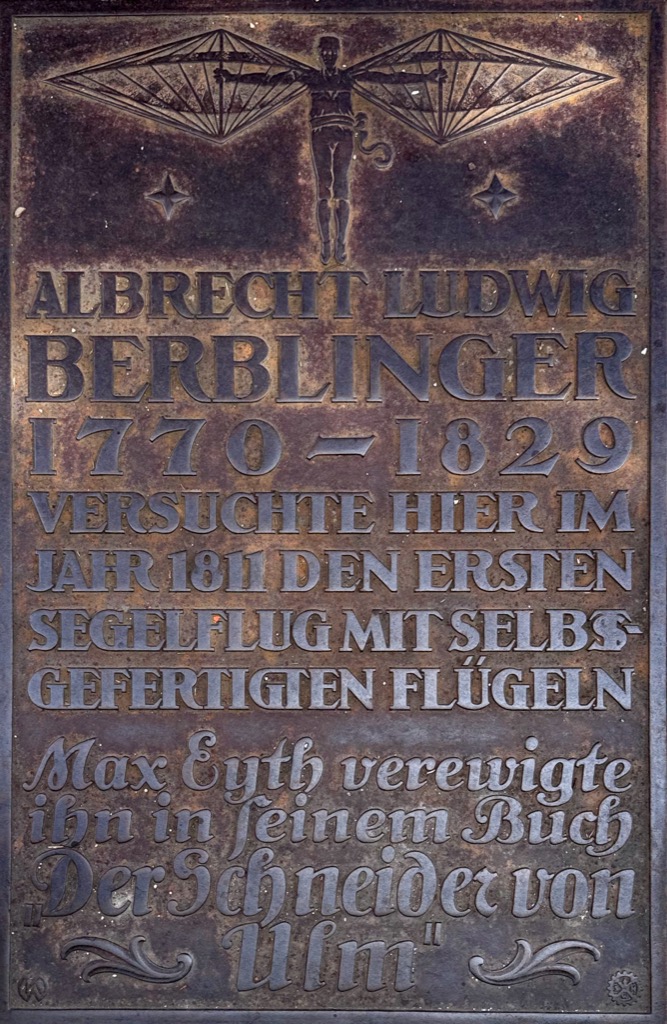 ALBRECHT LUDWIG
BERBLINGER
1770 – 1829
VERSUCHTE HIER IM
JAHR 1811 DEN ERSTEN
SEGELFLUG MIT SELBST-
GEFERTIGTEN FLÜGELN
Max Eyth verewigte
ihn in seinem Buch
„Der Schneider von
Ulm"